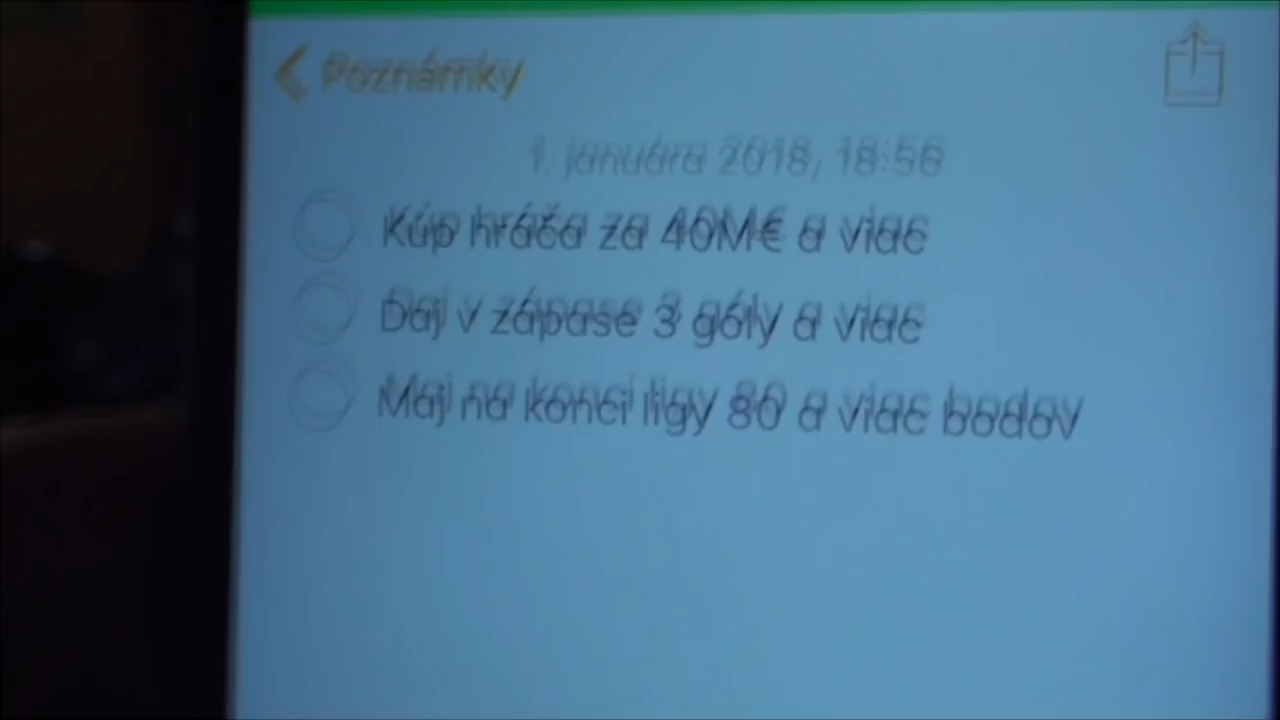 Poznámky
1. januára 2018, 18:56
Kúp hráča za 40M€ a viac
Daj v zápase 3 góly a viac
Maj na konci ligy 80 a viac bodov